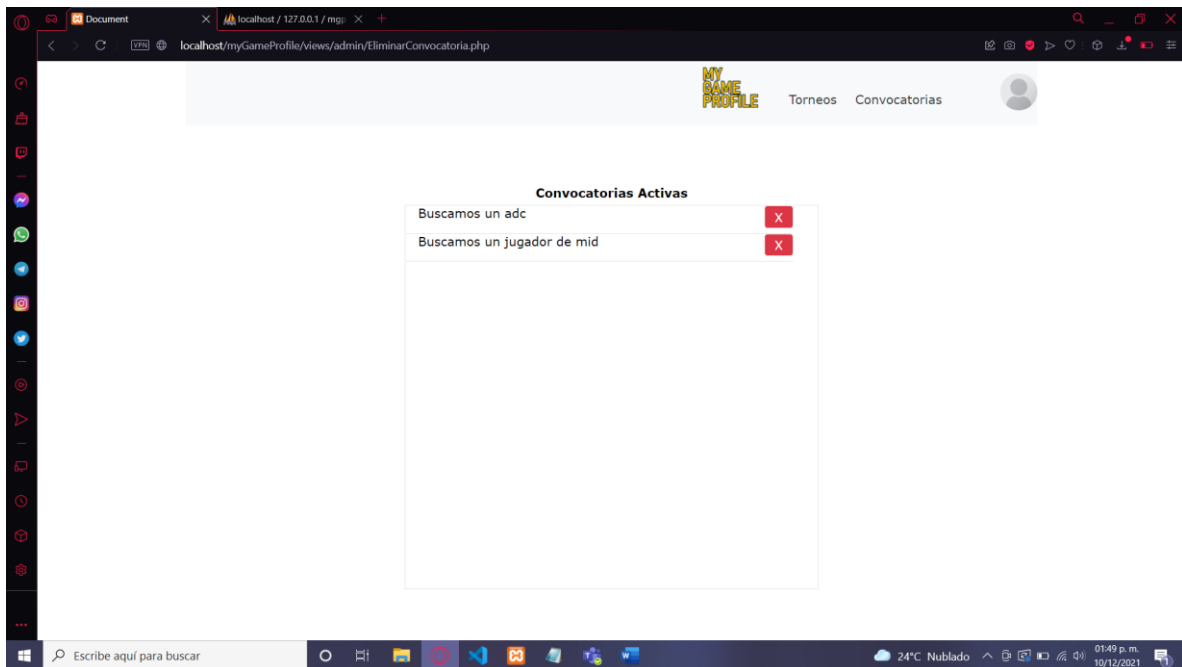 Document
localhost / 127.0.0.1 / mgp
VPN
localhost/myGameProfile/views/admin/EliminarConvocatoria.php
MY
GAME
PROFILE
Torneos
Convocatorias
Convocatorias Activas
Buscamos un adc
X
Buscamos un jugador de mid
X
Escribe aquí para buscar
24°C Nublado
01:49 p. m.
10/12/2021